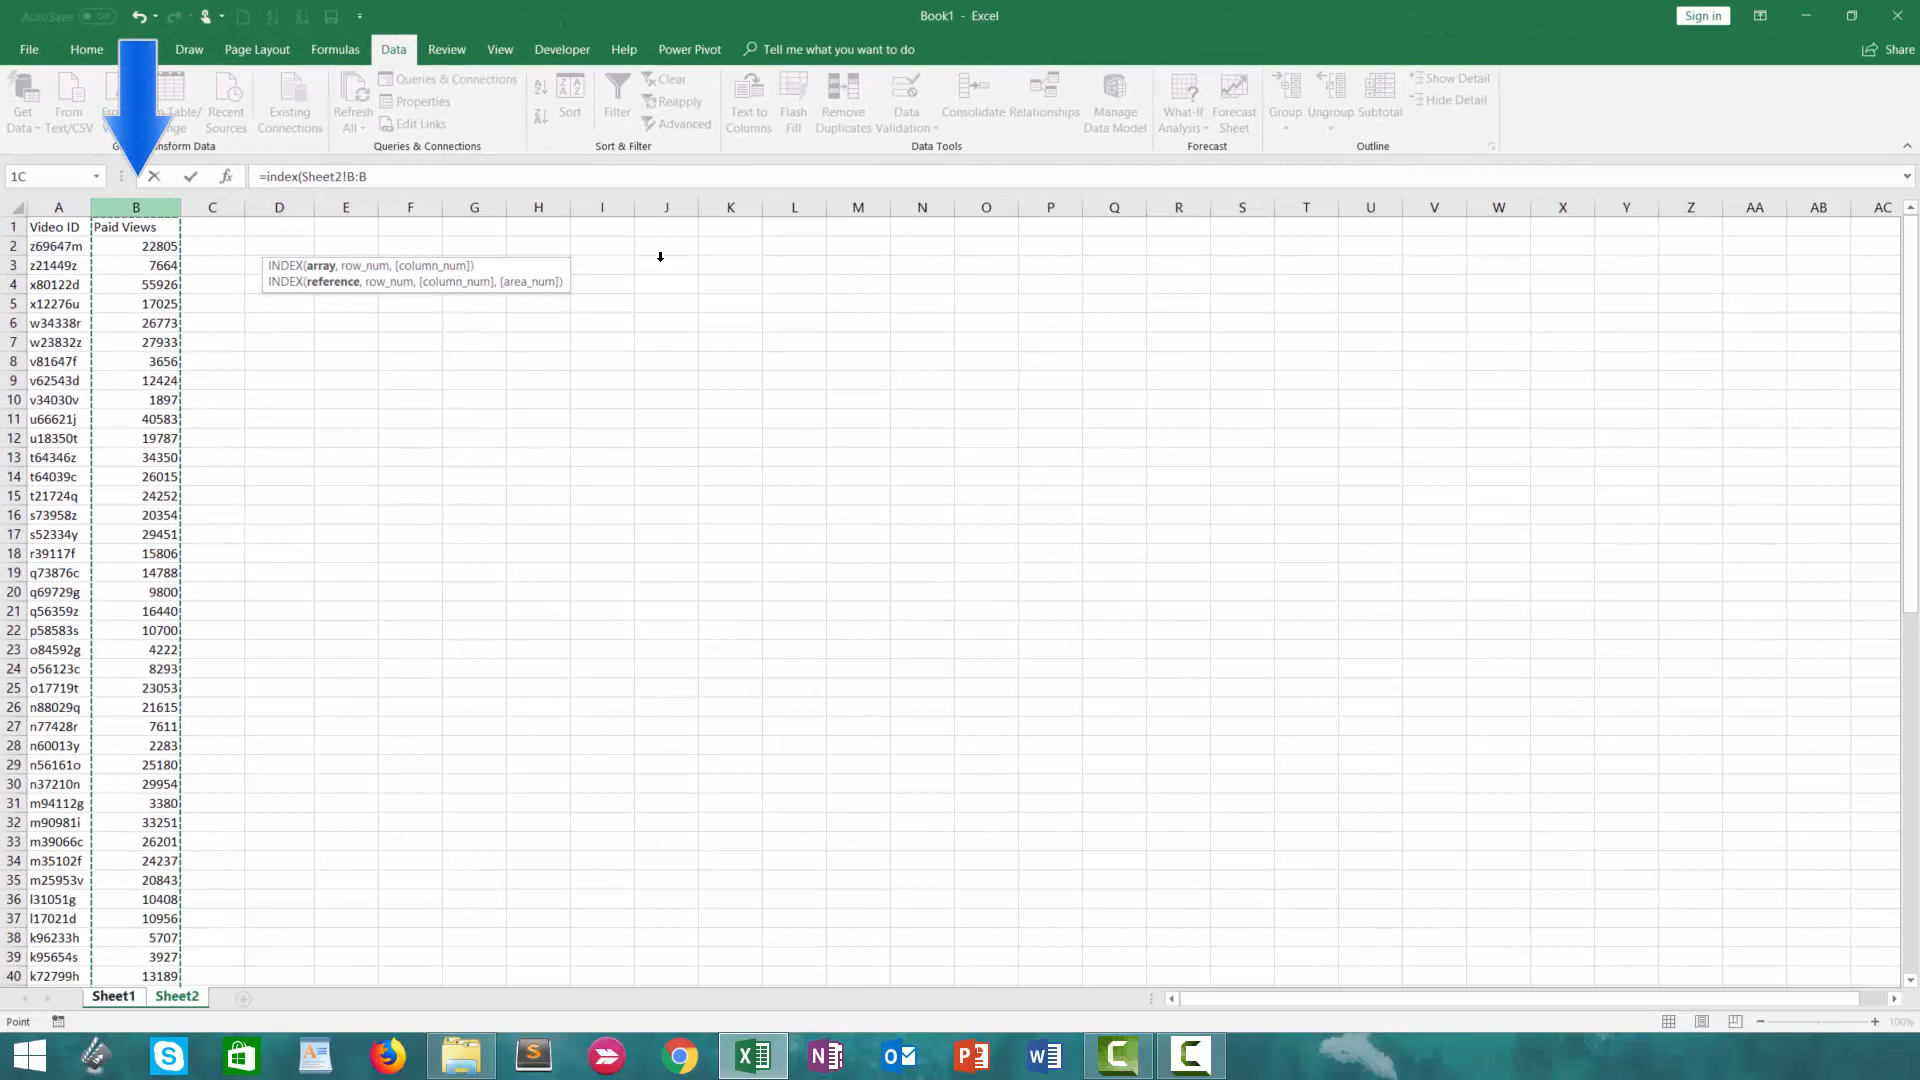 AutoSave Off
Book1 - Excel
Sign in
File Home Draw Page Layout Formulas Data Review View Developer Help Power Pivot Tell me what you want to do Share
Get Data
From Text/CSV
Recent Sources
Existing Connections
Refresh All
Queries & Connections
Properties
Edit Links
Queries & Connections
Sort
Filter
Clear
Reapply
Advanced
Sort & Filter
Text to Columns
Flash Fill
Remove Duplicates
Data Validation
Consolidate
Relationships
Manage Data Model
Data Tools
What-If Analysis
Forecast Sheet
Forecast
Group
Ungroup
Subtotal
Show Detail
Hide Detail
Outline
1C
fx
=index(Sheet2!B:B
A B C D E F G H I J K L M N O P Q R S T U V W X Y Z AA AB AC
1 Video ID Paid Views
2 z69647m 22805
3 z21449z 7664
INDEX(array, row_num, [column_num])
INDEX(reference, row_num, [column_num], [area_num])
4 x80122d 55926
5 x12276u 17025
6 w34338r 26773
7 w23832z 27933
8 v81647f 3656
9 v62543d 12424
10 v34030v 1897
11 u66621j 40583
12 u18350t 19787
13 t64346z 34350
14 t64039c 26015
15 t21724q 24252
16 s73958z 20354
17 s52334y 29451
18 r39117f 15806
19 q73876c 14788
20 q69729g 9800
21 q56359z 16440
22 p58583s 10700
23 o84592g 4222
24 o56123c 8293
25 o17719t 23053
26 n88029q 21615
27 n77428r 7611
28 n60013y 2283
29 n56161o 25180
30 n37210n 29954
31 m94112g 3380
32 m90981i 33251
33 m39066c 26201
34 m35102f 24237
35 m25953v 20843
36 l31051g 10408
37 l17021d 10956
38 k96233h 5707
39 k95654s 3927
40 k72799h 13189
Sheet1 Sheet2
Point
100%